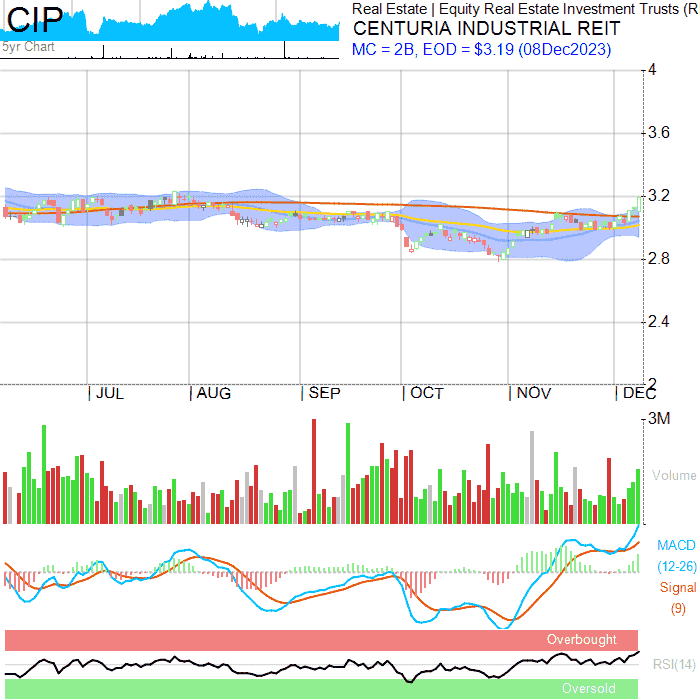 CIP
5yr Chart
Real Estate | Equity Real Estate Investment Trusts (R
CENTURIA INDUSTRIAL REIT
MC = 2B, EOD = $3.19 (08Dec2023)
4
3.6
3.2
2.8
2.4
2
JUL AUG SEP OCT NOV DEC
3M
Volume
MACD
(12-26)
Signal
(9)
Overbought
RSI(14)
Oversold